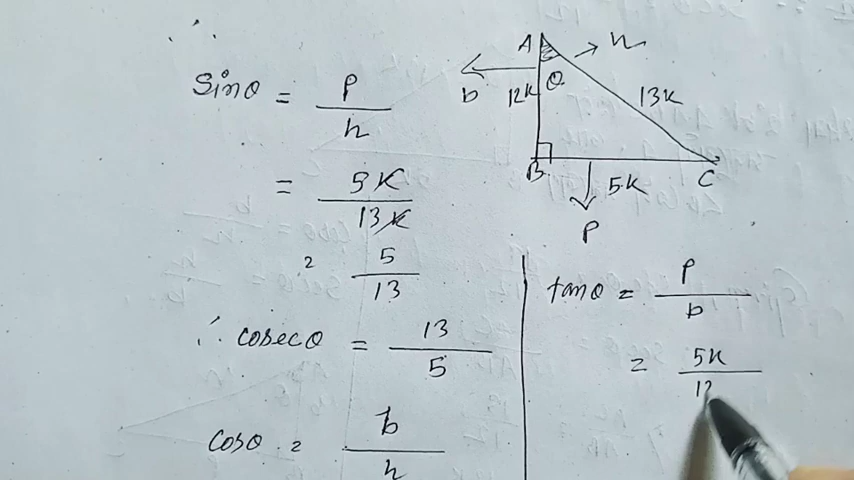 ∴
Sinθ = p/h
= 5K/13K
= 5/13
∴ cosecθ = 13/5
cosθ = b/h
A
h
b
12K
θ
13K
B
5K
C
P
tanθ = p/b
= 5K/12